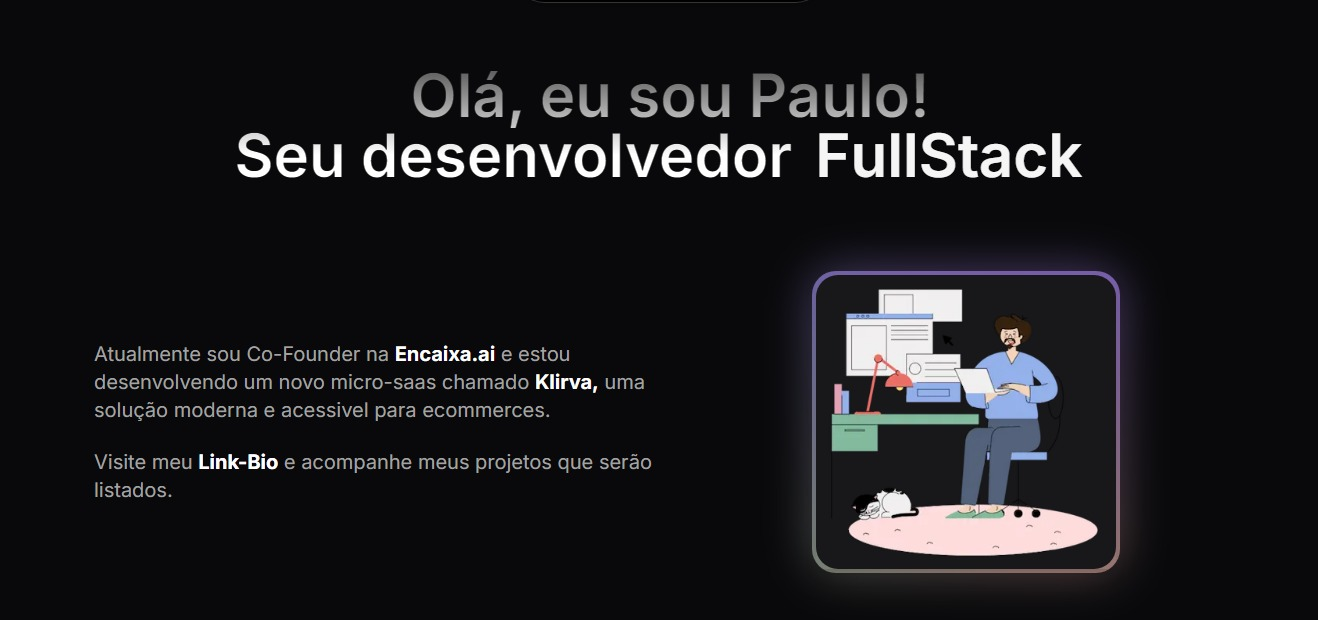 Olá, eu sou Paulo!
Seu desenvolvedor FullStack
Atualmente sou Co-Founder na Encaixa.ai e estou
desenvolvendo um novo micro-saas chamado Klirva, uma
solução moderna e acessivel para ecommerces.
Visite meu Link-Bio e acompanhe meus projetos que serão
listados.